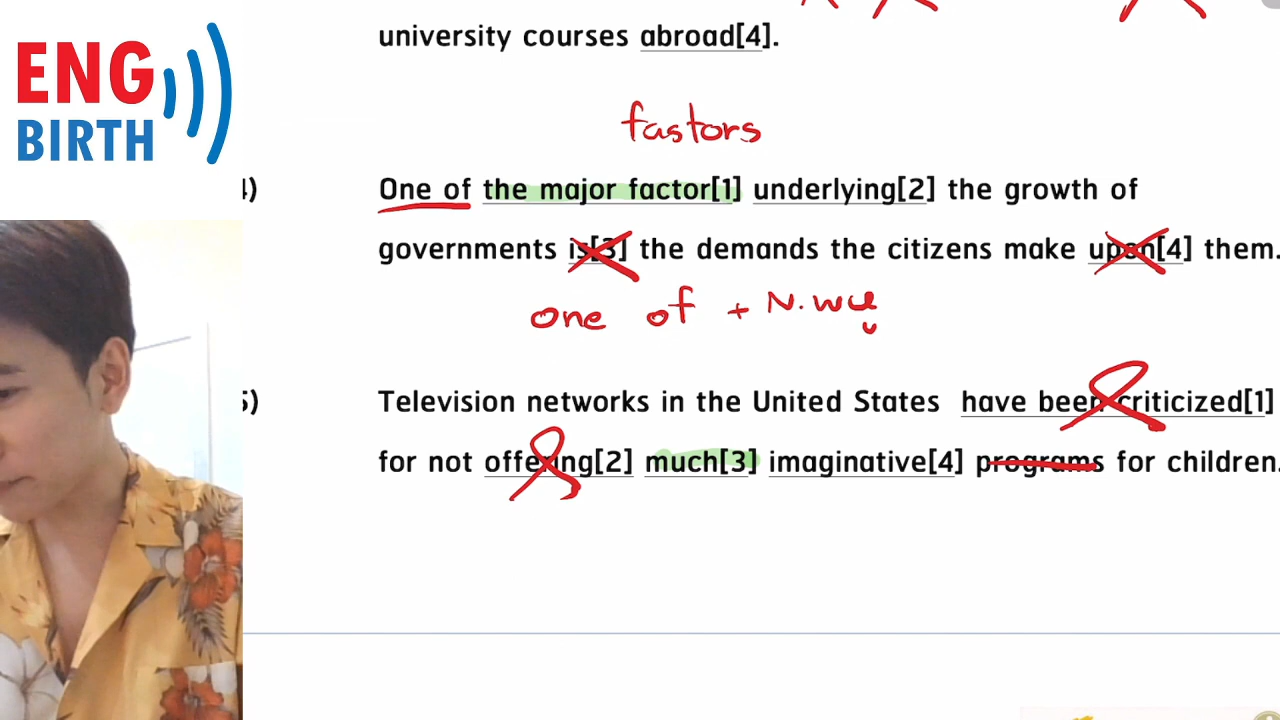 ENG
BIRTH
university courses abroad[4].
fastors
4) One of the major factor[1] underlying[2] the growth of
governments is[3] the demands the citizens make upon[4] them.
one of + N.พหู
5) Television networks in the United States have been criticized[1]
for not offering[2] much[3] imaginative[4] programs for children.